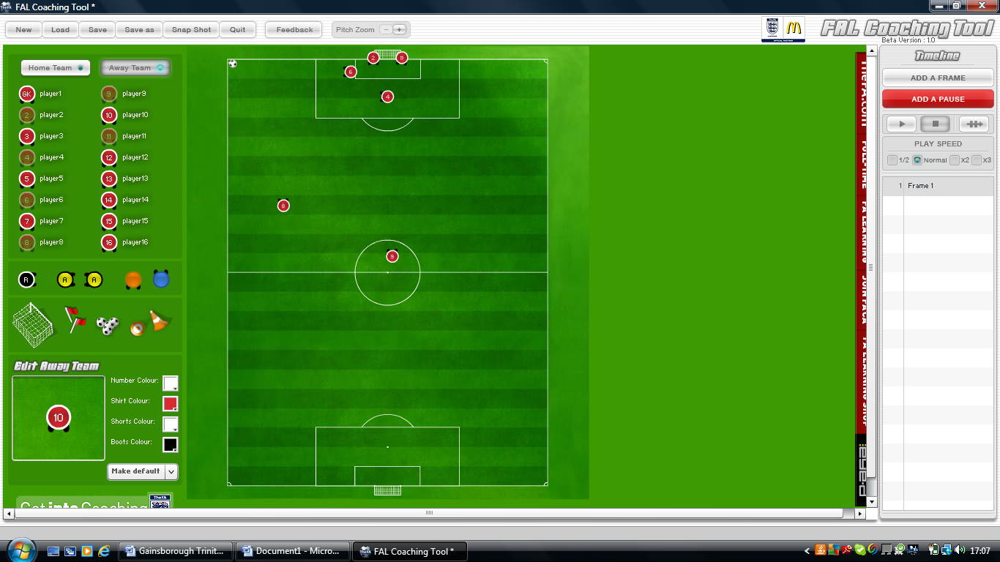 FAL Coaching Tool *
New Load Save Save as Snap Shot Quit Feedback Pitch Zoom - +
FAL Coaching Tool
Beta Version : 1.0
Home Team Away Team
GK player1 9 player9
2 player2 10 player10
3 player3 11 player11
4 player4 12 player12
5 player5 13 player13
6 player6 14 player14
7 player7 15 player15
8 player8 16 player16
R A A
Edit Away Team
10
Number Colour:
Shirt Colour:
Shorts Colour:
Boots Colour:
Make default
Get into Coaching
TheFA
2 11
6
4
8
9
TheFA.com
FULL-TIME
FA LEARNING
JOIN FACA
FA LEARNING SHOP
Timeline
ADD A FRAME
ADD A PAUSE
PLAY SPEED
1/2 Normal X2 X3
1 Frame 1
Gainsborough Trinit... Document1 - Micro... FAL Coaching Tool * 17:07